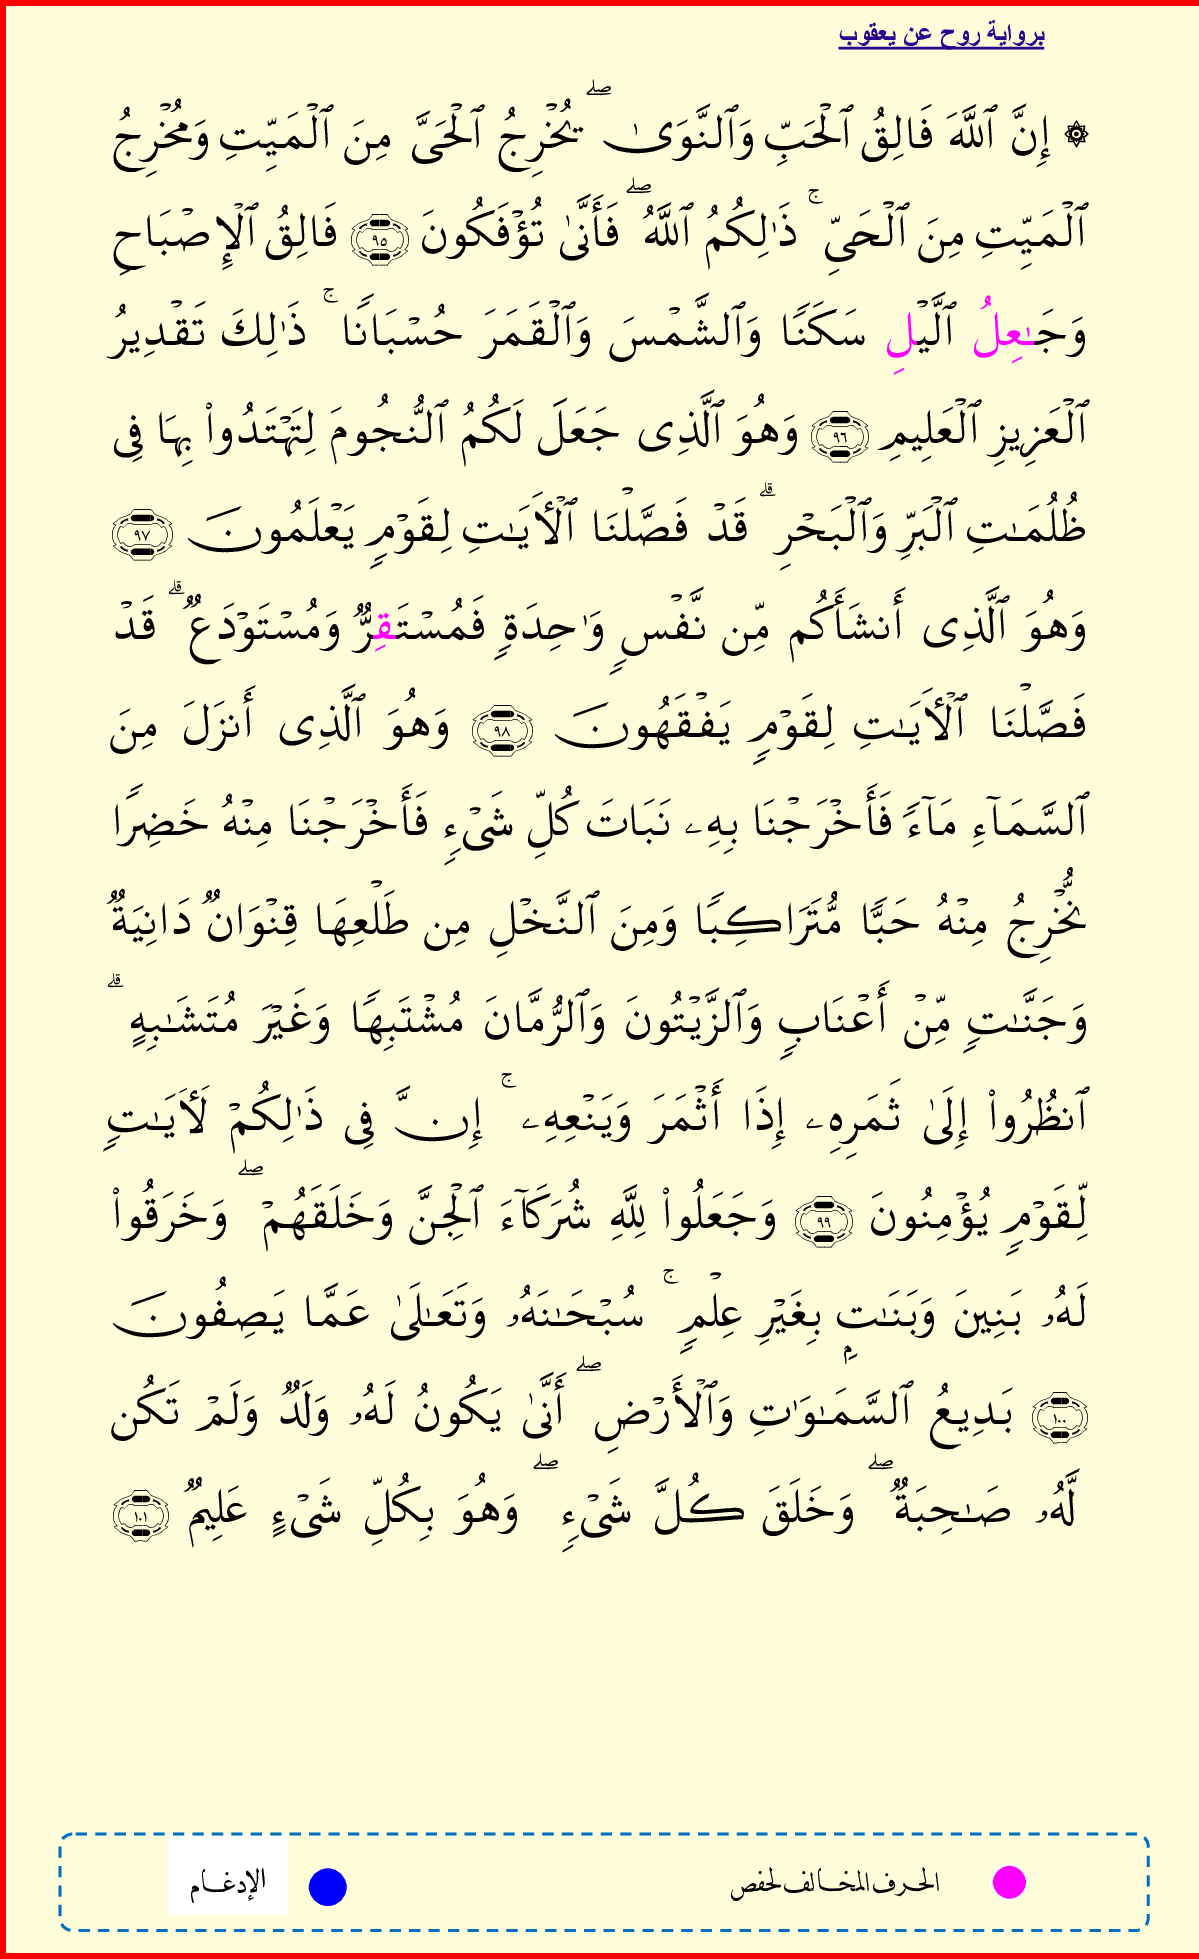 برواية روح عن يعقوب
۞ إِنَّ ٱللَّهَ فَالِقُ ٱلۡحَبِّ وَٱلنَّوَىٰۖ يُخۡرِجُ ٱلۡحَيَّ مِنَ ٱلۡمَيِّتِ وَمُخۡرِجُ
ٱلۡمَيِّتِ مِنَ ٱلۡحَيِّۚ ذَٰلِكُمُ ٱللَّهُۖ فَأَنَّىٰ تُؤۡفَكُونَ ٩٥ فَالِقُ ٱلۡإِصۡبَاحِ
وَجَـٰعِلُ ٱلَّيۡلِ سَكَنٗا وَٱلشَّمۡسَ وَٱلۡقَمَرَ حُسۡبَانٗاۚ ذَٰلِكَ تَقۡدِيرُ
ٱلۡعَزِيزِ ٱلۡعَلِيمِ ٩٦ وَهُوَ ٱلَّذِي جَعَلَ لَكُمُ ٱلنُّجُومَ لِتَهۡتَدُواْ بِهَا فِي
ظُلُمَٰتِ ٱلۡبَرِّ وَٱلۡبَحۡرِۗ قَدۡ فَصَّلۡنَا ٱلۡأٓيَٰتِ لِقَوۡمٖ يَعۡلَمُونَ ٩٧
وَهُوَ ٱلَّذِي أَنشَأَكُم مِّن نَّفۡسٖ وَٰحِدَةٖ فَمُسۡتَقِرّٞ وَمُسۡتَوۡدَعٞۗ قَدۡ
فَصَّلۡنَا ٱلۡأٓيَٰتِ لِقَوۡمٖ يَفۡقَهُونَ ٩٨ وَهُوَ ٱلَّذِي أَنزَلَ مِنَ
ٱلسَّمَآءِ مَآءٗ فَأَخۡرَجۡنَا بِهِۦ نَبَاتَ كُلِّ شَيۡءٖ فَأَخۡرَجۡنَا مِنۡهُ خَضِرٗا
نُّخۡرِجُ مِنۡهُ حَبّٗا مُّتَرَاكِبٗا وَمِنَ ٱلنَّخۡلِ مِن طَلۡعِهَا قِنۡوَانٞ دَانِيَةٞ
وَجَنَّٰتٖ مِّنۡ أَعۡنَابٖ وَٱلزَّيۡتُونَ وَٱلرُّمَّانَ مُشۡتَبِهٗا وَغَيۡرَ مُتَشَٰبِهٍۗ
ٱنظُرُواْ إِلَىٰ ثَمَرِهِۦ إِذَا أَثۡمَرَ وَيَنۡعِهِۦۚ إِنَّ فِي ذَٰلِكُمۡ لَأٓيَٰتٖ
لِّقَوۡمٖ يُؤۡمِنُونَ ٩٩ وَجَعَلُواْ لِلَّهِ شُرَكَآءَ ٱلۡجِنَّ وَخَلَقَهُمۡۖ وَخَرَقُواْ
لَهُۥ بَنِينَ وَبَنَٰتِۭ بِغَيۡرِ عِلۡمٖۚ سُبۡحَٰنَهُۥ وَتَعَٰلَىٰ عَمَّا يَصِفُونَ
١٠٠ بَدِيعُ ٱلسَّمَٰوَٰتِ وَٱلۡأَرۡضِۖ أَنَّىٰ يَكُونُ لَهُۥ وَلَدٞ وَلَمۡ تَكُن
لَّهُۥ صَٰحِبَةٞۖ وَخَلَقَ كُلَّ شَيۡءٖۖ وَهُوَ بِكُلِّ شَيۡءٍ عَلِيمٞ ١٠١
الحرف المخالف لحفص الإدغام